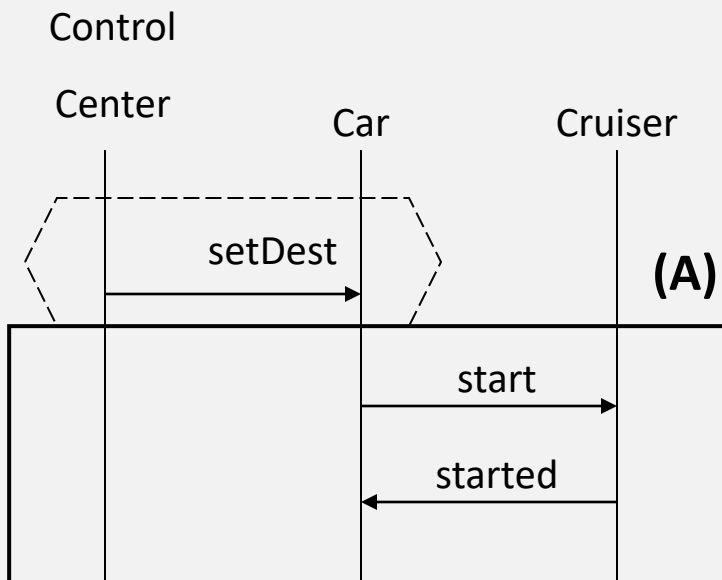 Control
Center
Car
Cruiser
setDest
(A)
start
started